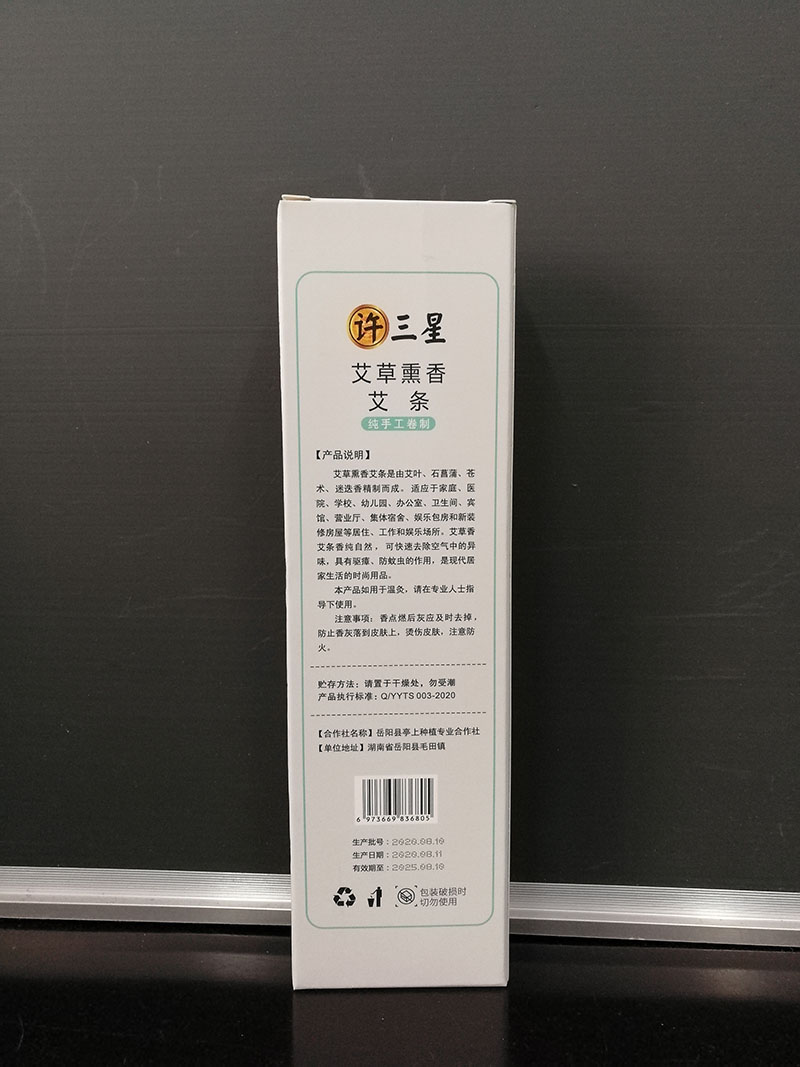 许三星
艾草熏香
艾 条
纯手工卷制
【产品说明】
艾草熏香艾条是由艾叶、石菖蒲、苍
术、迷迭香精制而成。适应于家庭、医
院、学校、幼儿园、办公室、卫生间、宾
馆、营业厅、集体宿舍、娱乐包房和新装
修房屋等居住、工作和娱乐场所。艾草香
艾条香纯自然，可快速去除空气中的异
味，具有驱瘴、防蚊虫的作用，是现代居
家生活的时尚用品。
本产品如用于温灸，请在专业人士指
导下使用。
注意事项：香点燃后灰应及时去掉，
防止香灰落到皮肤上，烫伤皮肤，注意防
火。
贮存方法：请置于干燥处，勿受潮
产品执行标准：Q/YYTS 003-2020
【合作社名称】岳阳县亭上种植专业合作社
【单位地址】湖南省岳阳县毛田镇
6 973669 836805
生产批号：2020.08.10
生产日期：2020.08.11
有效期至：2025.08.10
包装破损时
切勿使用